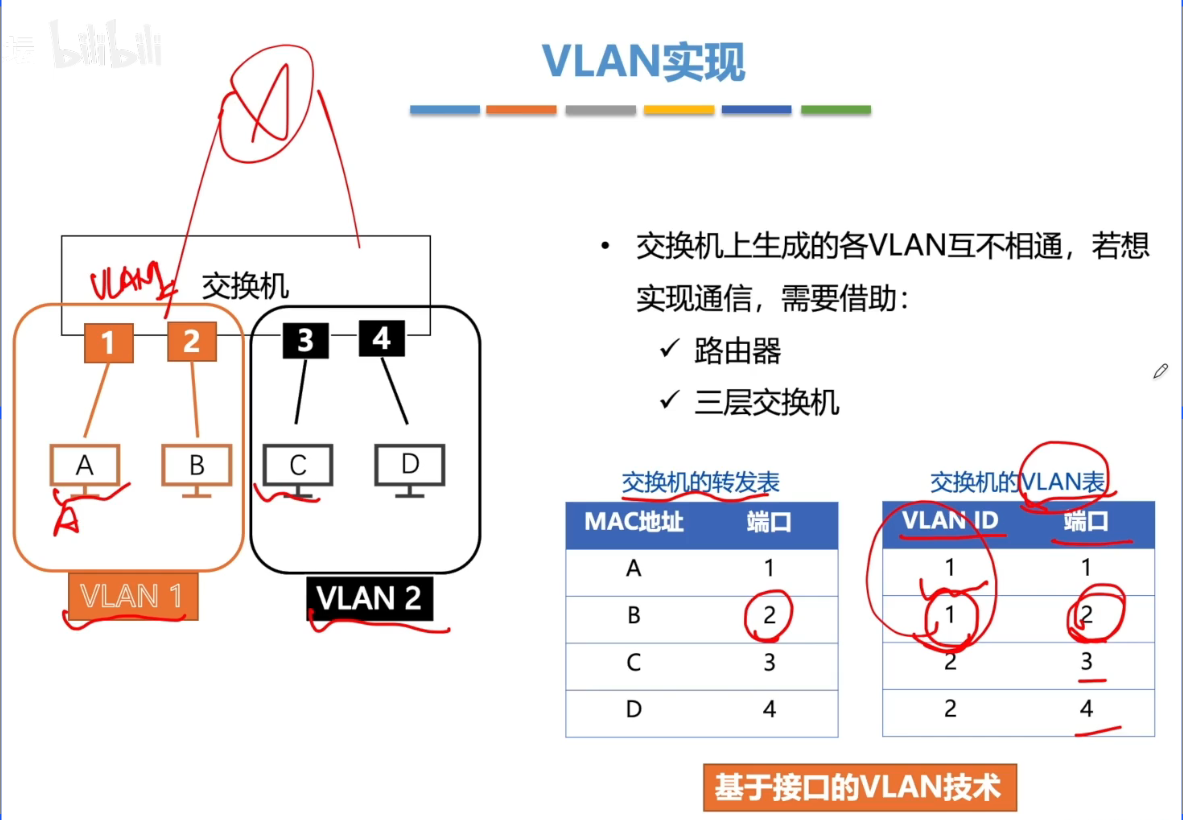 bilibili
VLAN实现
VLAN1
交换机
1 2 3 4
A B C D
A
VLAN 1
VLAN 2
• 交换机上生成的各VLAN互不相通，若想
实现通信，需要借助：
✓ 路由器
✓ 三层交换机
交换机的转发表
MAC地址 端口
A 1
B 2
C 3
D 4
交换机的VLAN表
VLAN ID 端口
1 1
1 2
2 3
2 4
基于接口的VLAN技术